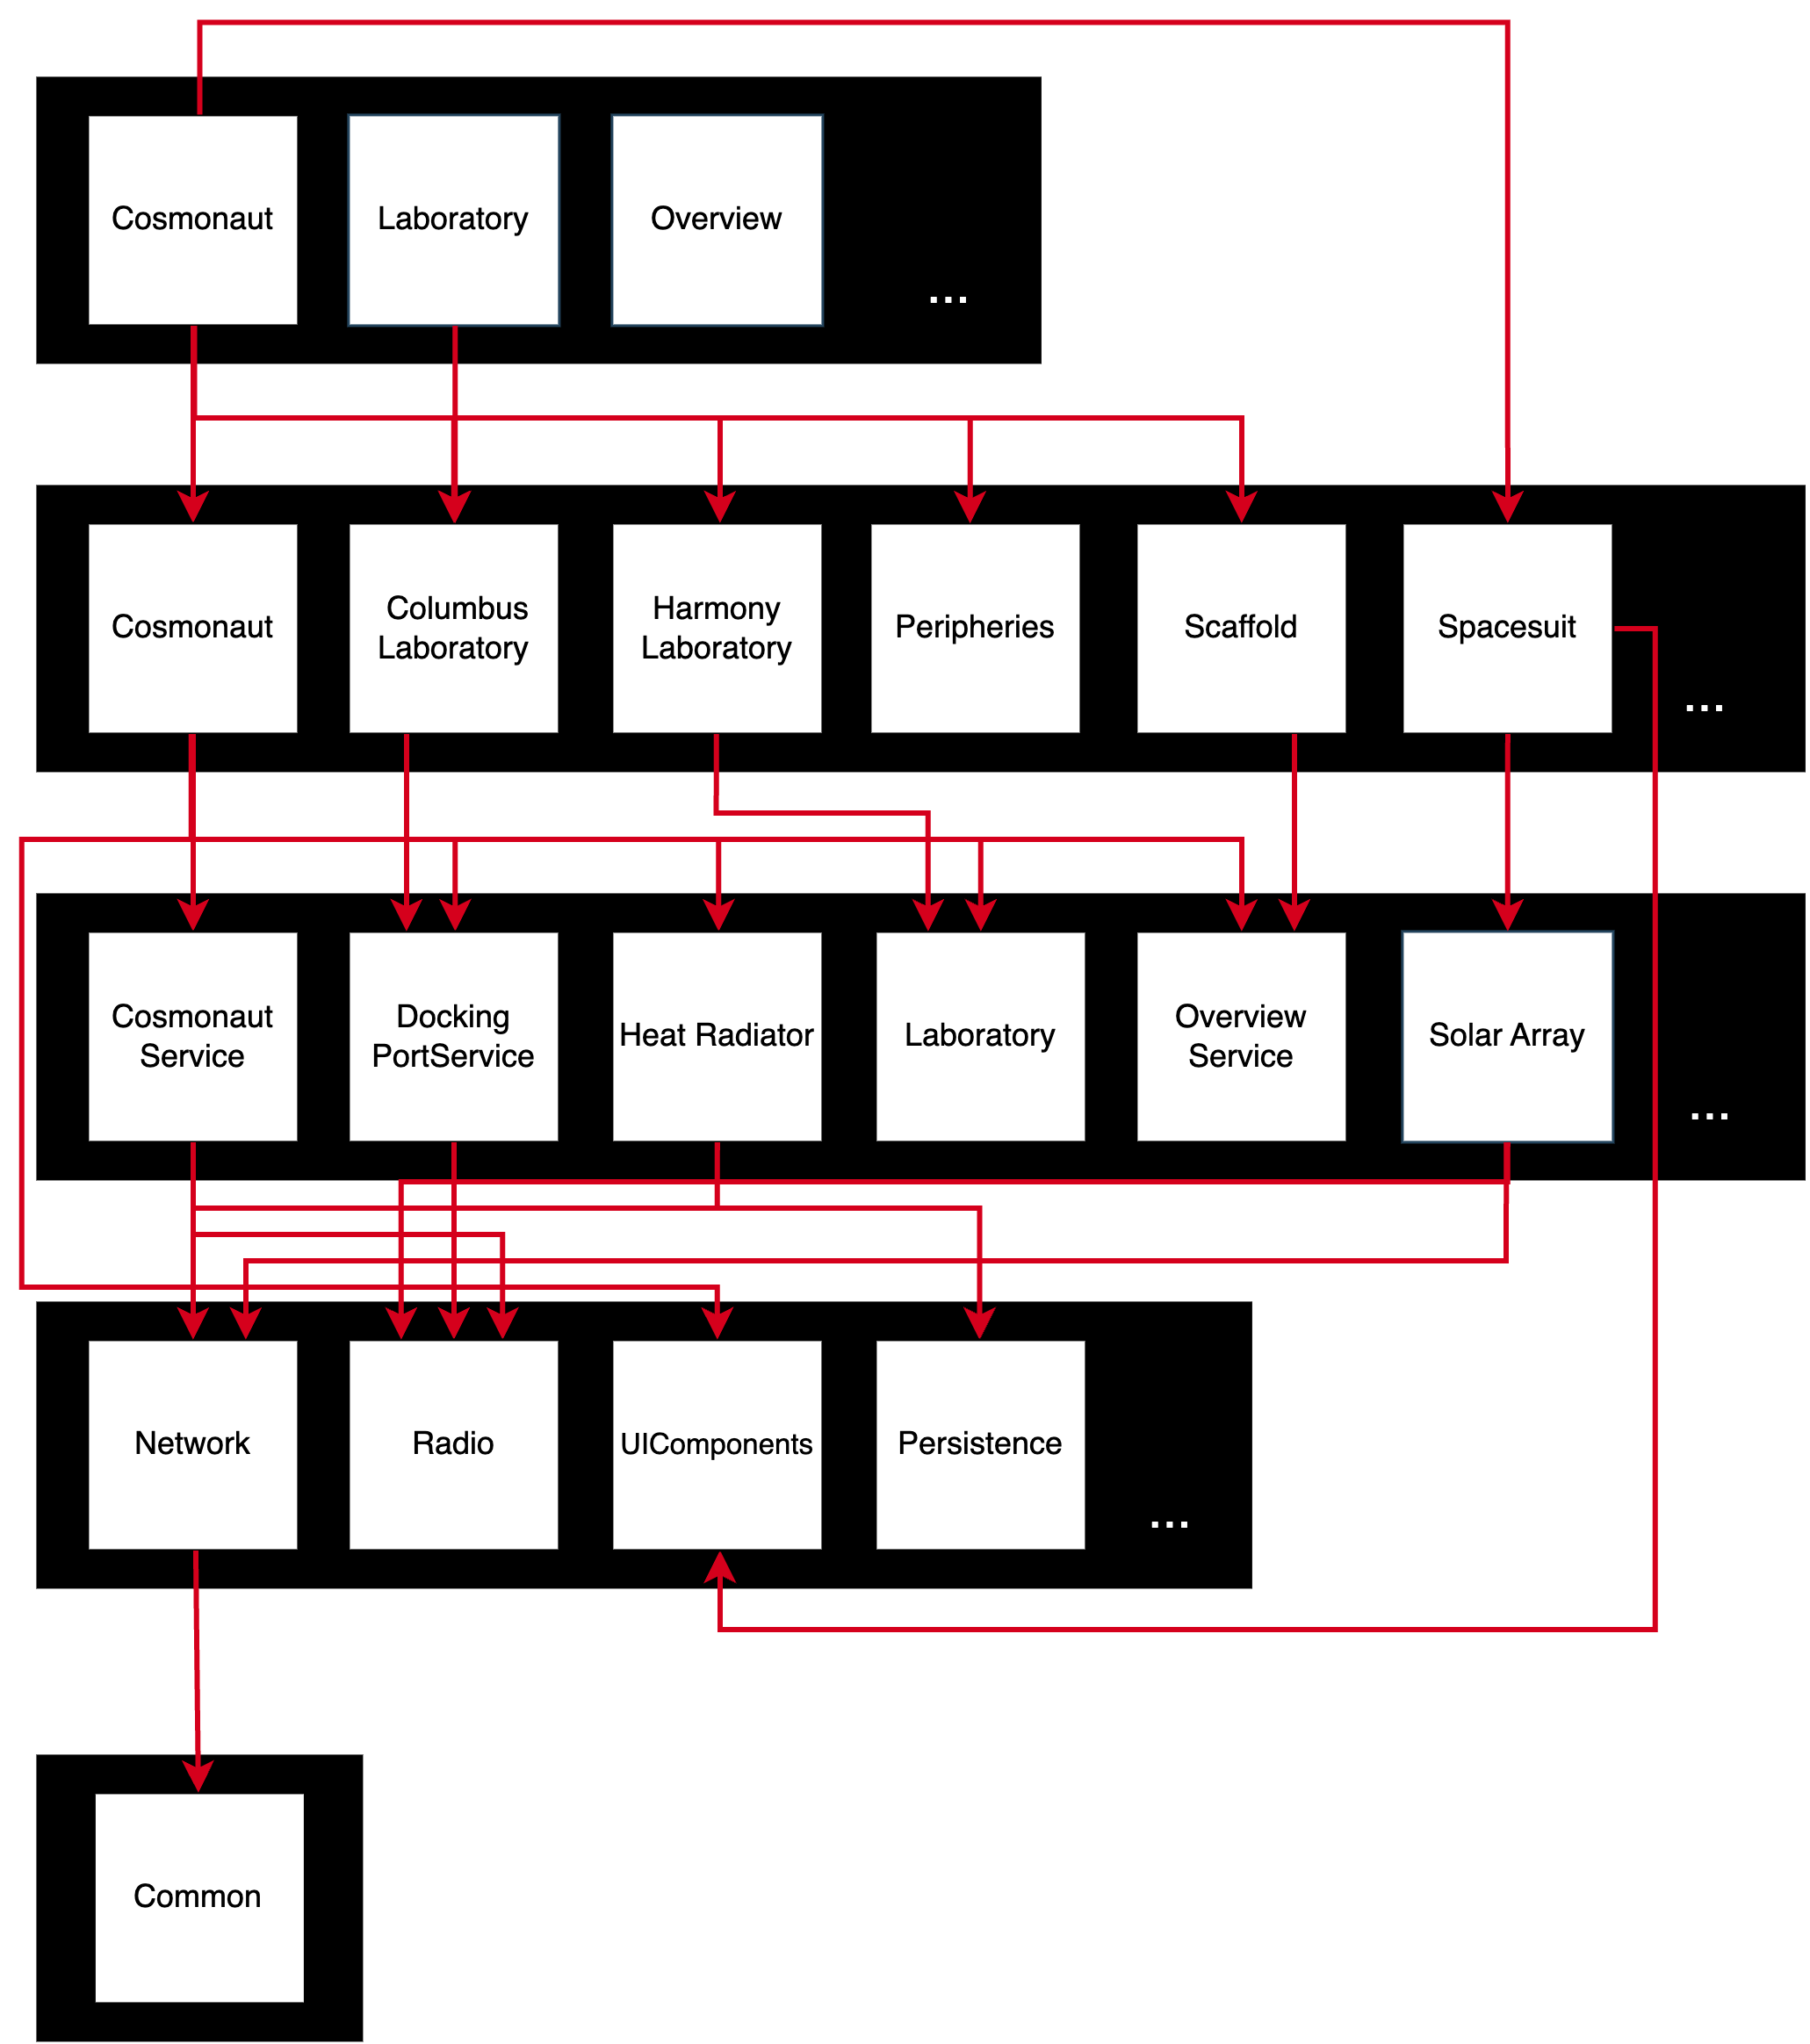 Cosmonaut
Laboratory
Overview
...
Cosmonaut
Columbus
Laboratory
Harmony
Laboratory
Peripheries
Scaffold
Spacesuit
...
Cosmonaut
Service
Docking
PortService
Heat Radiator
Laboratory
Overview
Service
Solar Array
...
Network
Radio
UIComponents
Persistence
...
Common